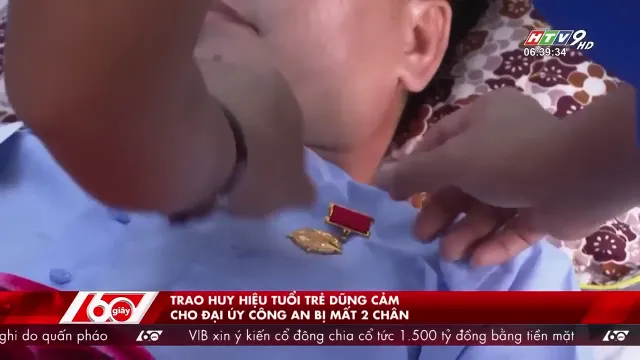 HTV9 HD
06:39:34
60 giây
TRAO HUY HIỆU TUỔI TRẺ DŨNG CẢM
CHO ĐẠI ÚY CÔNG AN BỊ MẤT 2 CHÂN
ghi do quấn pháo 60 VIB xin ý kiến cổ đông chia cổ tức 1.500 tỷ đồng bằng tiền mặt 60